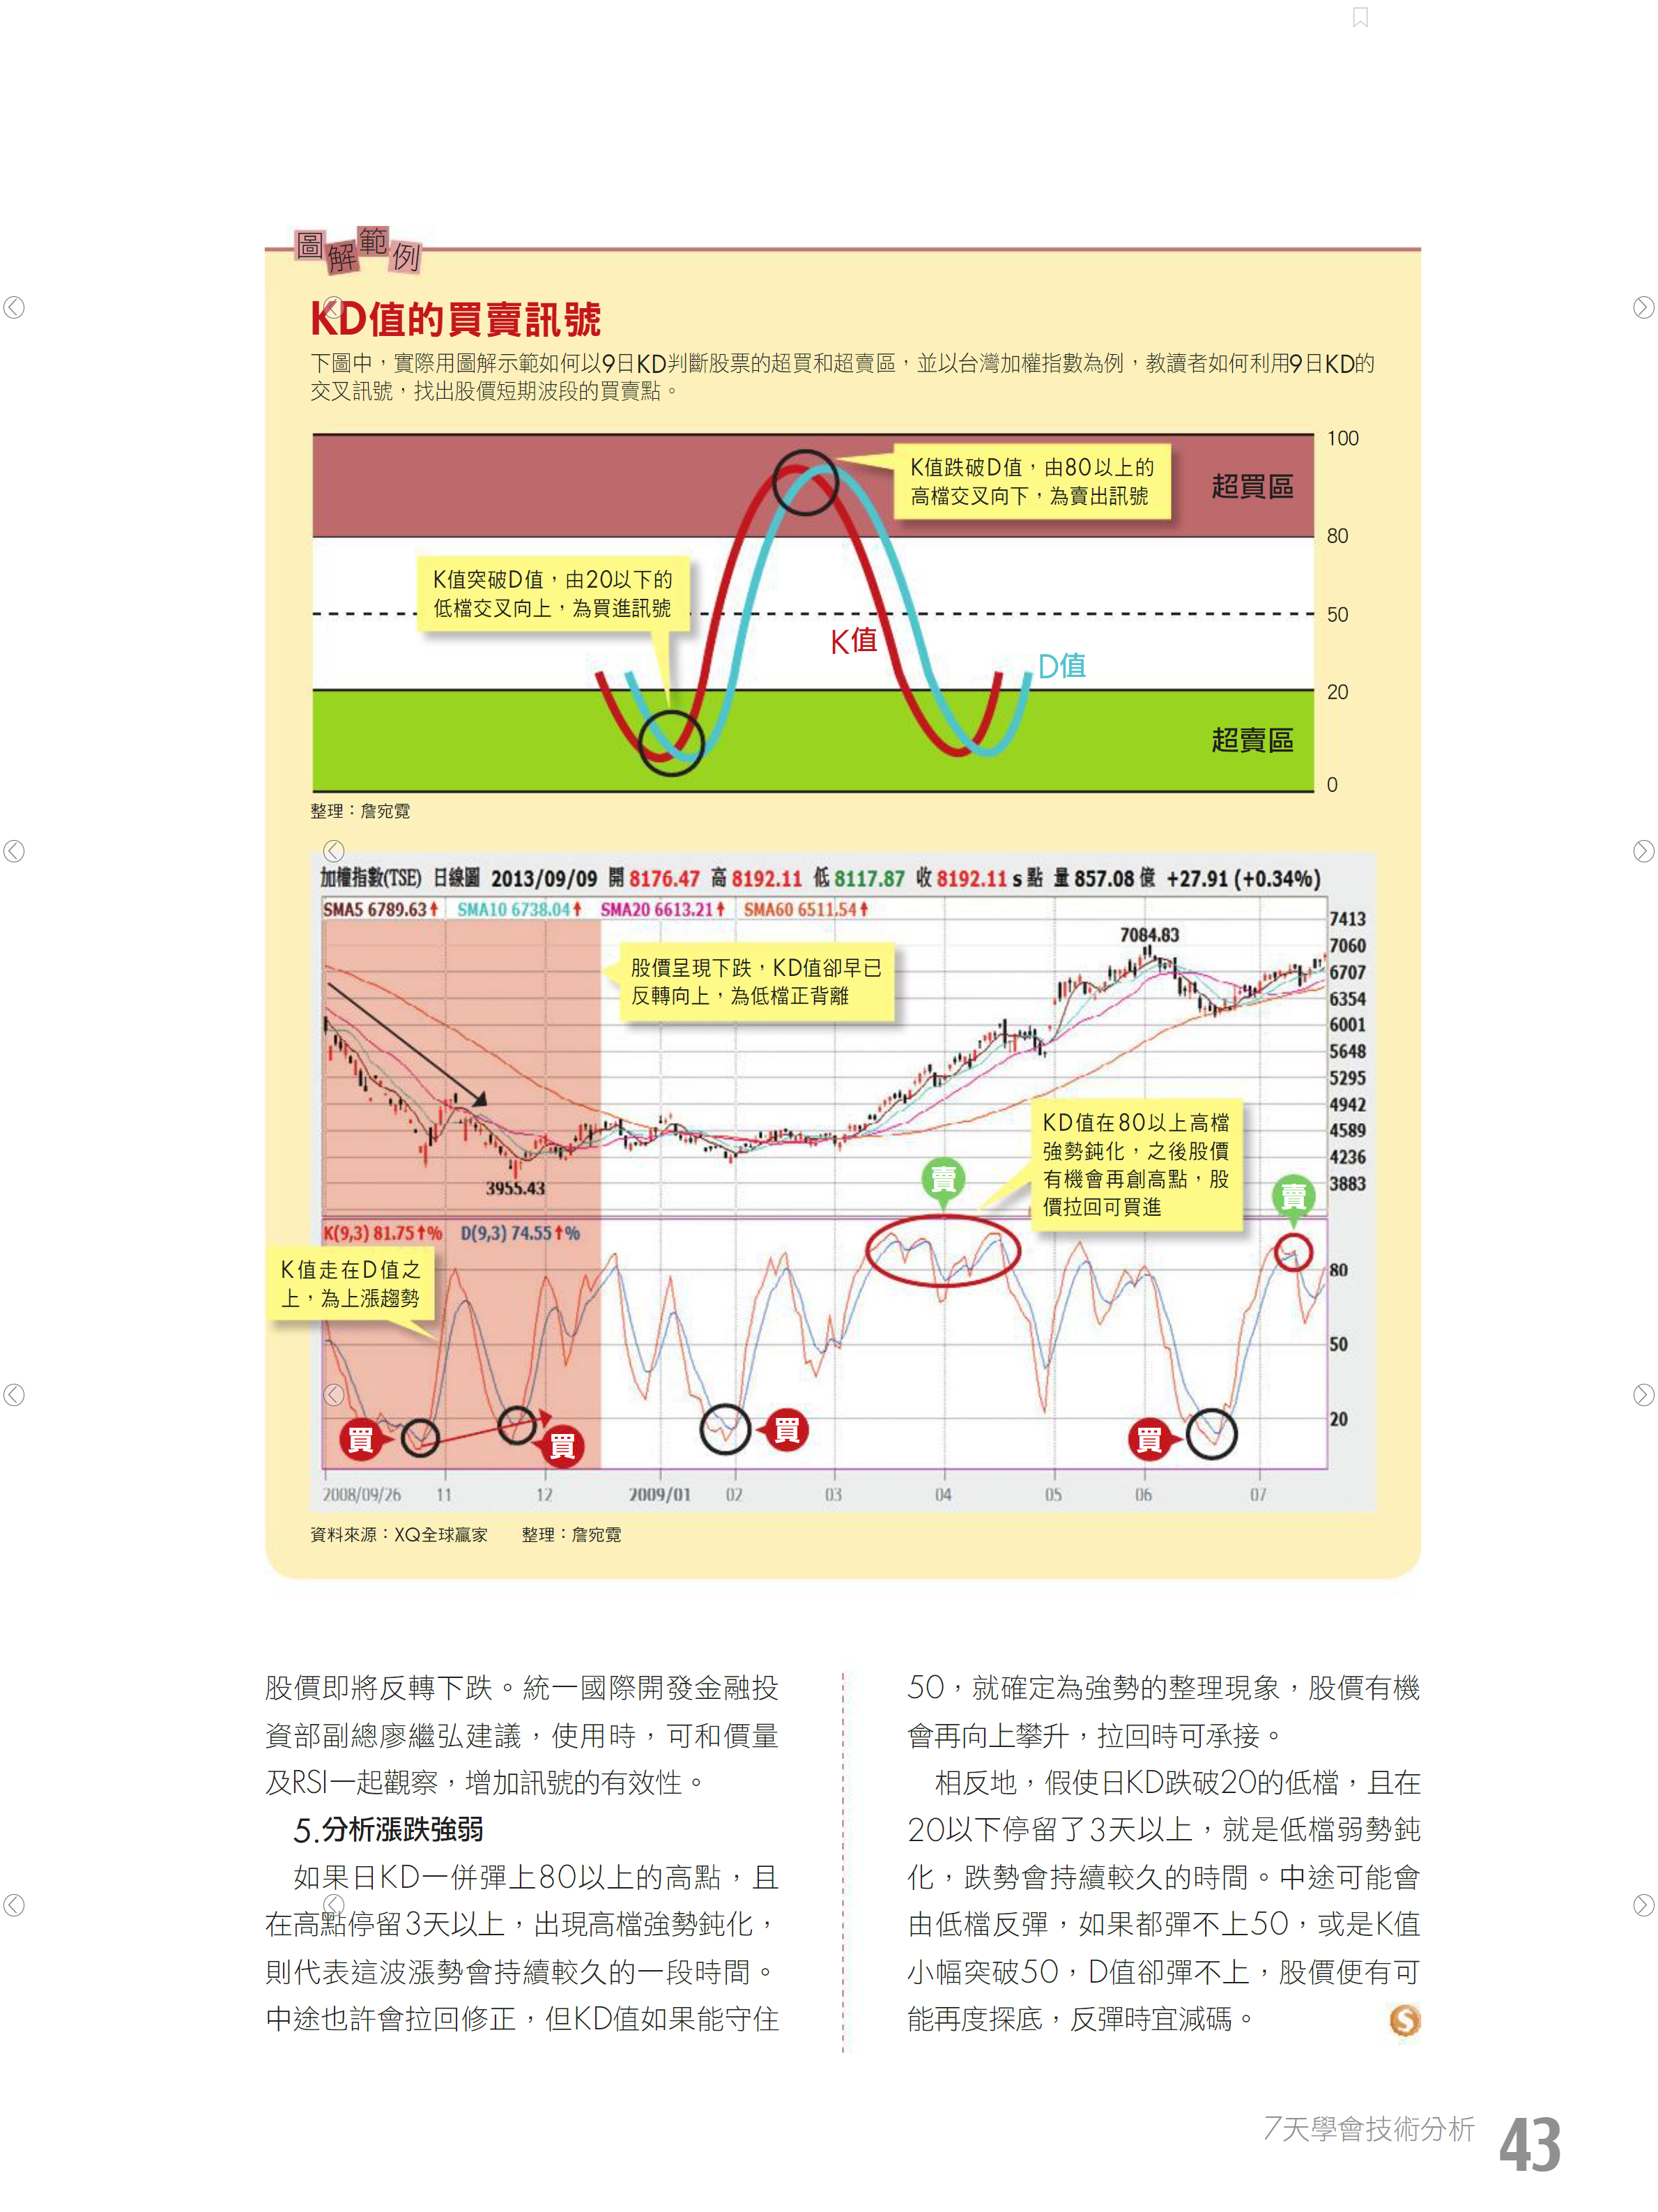 圖解範例
KD值的買賣訊號
下圖中，實際用圖解示範如何以9日KD判斷股票的超買和超賣區，並以台灣加權指數為例，教讀者如何利用9日KD的
交叉訊號，找出股價短期波段的買賣點。
100
K值跌破D值，由80以上的
高檔交叉向下，為賣出訊號
超買區
80
K值突破D值，由20以下的
低檔交叉向上，為買進訊號
50
K值
D值
20
超賣區
0
整理：詹宛霓
加權指數(TSE) 日線圖 2013/09/09 開 8176.47 高 8192.11 低 8117.87 收 8192.11 s 點 量 857.08 億 +27.91 (+0.34%)
SMA5 6789.63↑ SMA10 6738.04↑ SMA20 6613.21↑ SMA60 6511.54↑
7413
7084.83
7060
股價呈現下跌，KD值卻早已
反轉向上，為低檔正背離
6707
6354
6001
5648
5295
4942
4589
4236
3883
KD值在80以上高檔
強勢鈍化，之後股價
有機會再創高點，股
價拉回可買進
賣
賣
3955.43
K(9,3) 81.75↑% D(9,3) 74.55↑%
K值走在D值之
上，為上漲趨勢
80
50
20
買
買
買
買
2008/09/26 11 12 2009/01 02 03 04 05 06 07
資料來源：XQ全球贏家 整理：詹宛霓
股價即將反轉下跌。統一國際開發金融投
資部副總廖繼弘建議，使用時，可和價量
及RSI一起觀察，增加訊號的有效性。
5.分析漲跌強弱
如果日KD一併彈上80以上的高點，且
在高點停留3天以上，出現高檔強勢鈍化，
則代表這波漲勢會持續較久的一段時間。
中途也許會拉回修正，但KD值如果能守住
50，就確定為強勢的整理現象，股價有機
會再向上攀升，拉回時可承接。
相反地，假使日KD跌破20的低檔，且在
20以下停留了3天以上，就是低檔弱勢鈍
化，跌勢會持續較久的時間。中途可能會
由低檔反彈，如果都彈不上50，或是K值
小幅突破50，D值卻彈不上，股價便有可
能再度探底，反彈時宜減碼。
7天學會技術分析 43